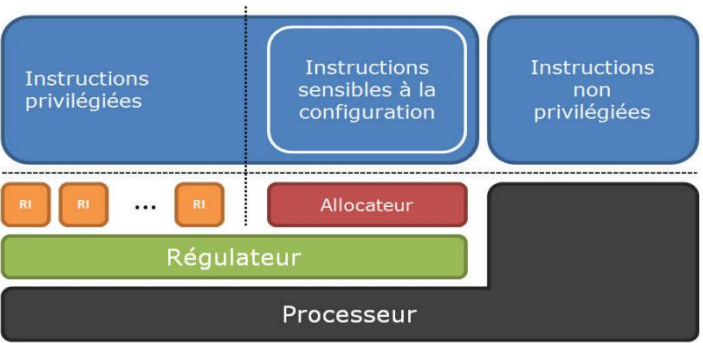 Instructions
privilégiées
Instructions
sensibles à la
configuration
Instructions
non
privilégiées
RI
RI
...
RI
Allocateur
Régulateur
Processeur